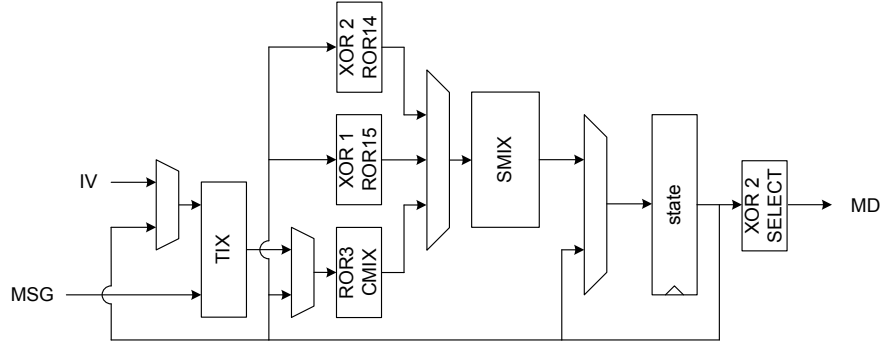 XOR 2
ROR14
XOR 1
ROR15
SMIX
IV
TIX
ROR3
CMIX
state
XOR 2
SELECT
MD
MSG